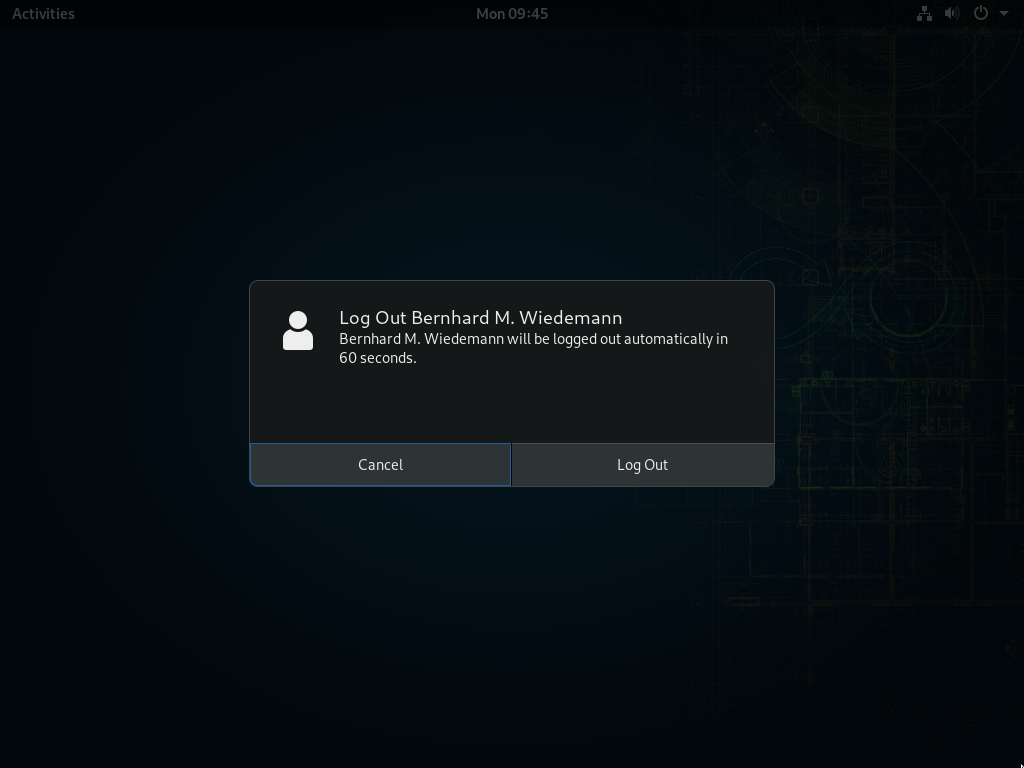 Activities
Mon 09:45
Log Out Bernhard M. Wiedemann
Bernhard M. Wiedemann will be logged out automatically in
60 seconds.
Cancel
Log Out